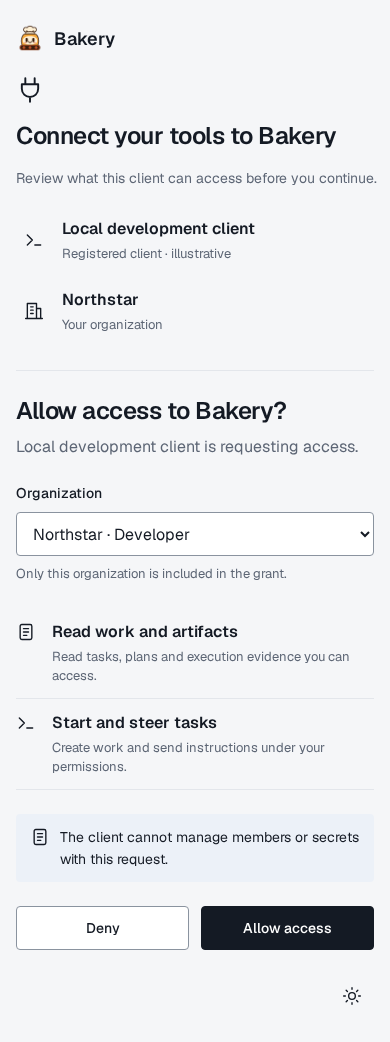 Bakery
Connect your tools to Bakery
Review what this client can access before you continue.
Local development client
Registered client · illustrative
Northstar
Your organization
Allow access to Bakery?
Local development client is requesting access.
Organization
Northstar · Developer
Only this organization is included in the grant.
Read work and artifacts
Read tasks, plans and execution evidence you can
access.
Start and steer tasks
Create work and send instructions under your
permissions.
The client cannot manage members or secrets
with this request.
Deny
Allow access